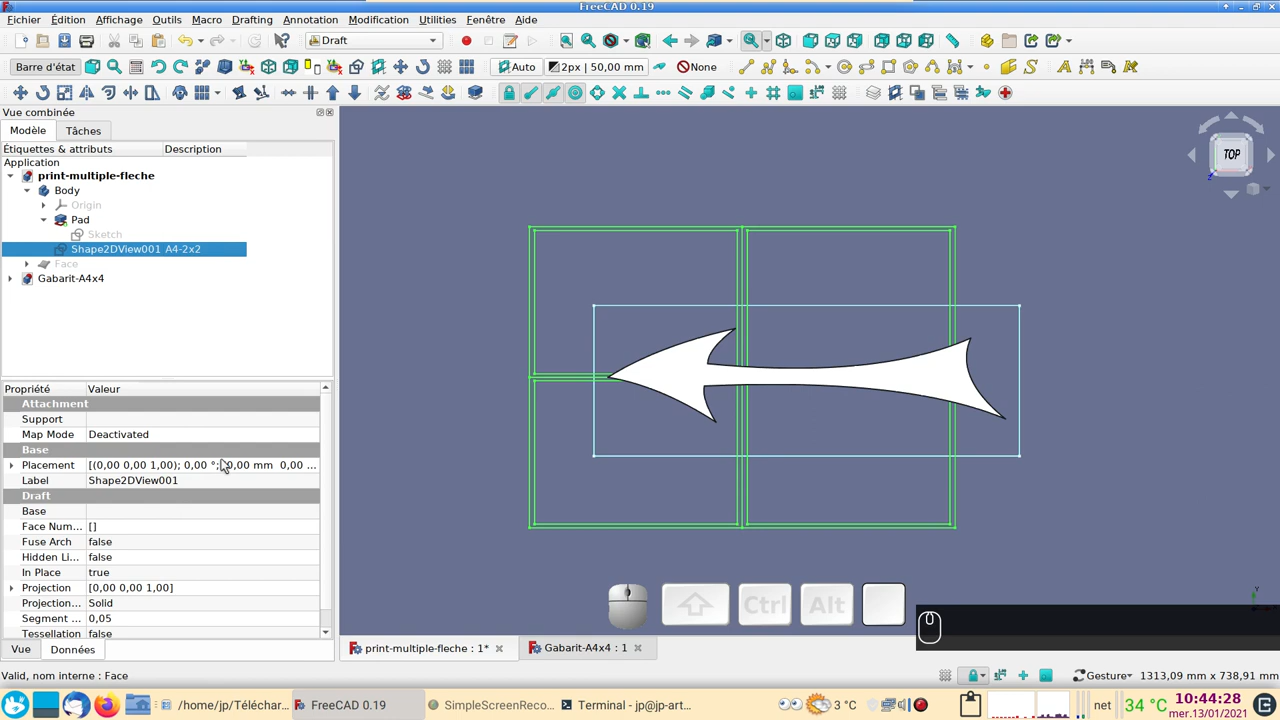 FreeCAD 0.19
Fichier Édition Affichage Outils Macro Drafting Annotation Modification Utilities Fenêtre Aide
Draft
Barre d'état Auto 2px | 50,00 mm None
Vue combinée
Modèle Tâches
Étiquettes & attributs Description
Application
print-multiple-fleche
Body
Origin
Pad
Sketch
Shape2DView001 A4-2x2
Face
Gabarit-A4x4
TOP
Propriété Valeur
Attachment
Support
Map Mode Deactivated
Base
Placement [(0,00 0,00 1,00); 0,00 °; 0,00 mm 0,00 ...
Label Shape2DView001
Draft
Base
Face Num... []
Fuse Arch false
Hidden Li... false
In Place true
Projection [0,00 0,00 1,00]
Projection... Solid
Segment ... 0,05
Tessellation false
Ctrl Alt
Y
Vue Données
print-multiple-fleche : 1* Gabarit-A4x4 : 1
Valid, nom interne : Face
Gesture 1313,09 mm x 738,91 mm
/home/jp/Téléchar... FreeCAD 0.19 SimpleScreenReco... Terminal - jp@jp-art... 3 °C net 34 °C 10:44:28
mer.13/01/2021